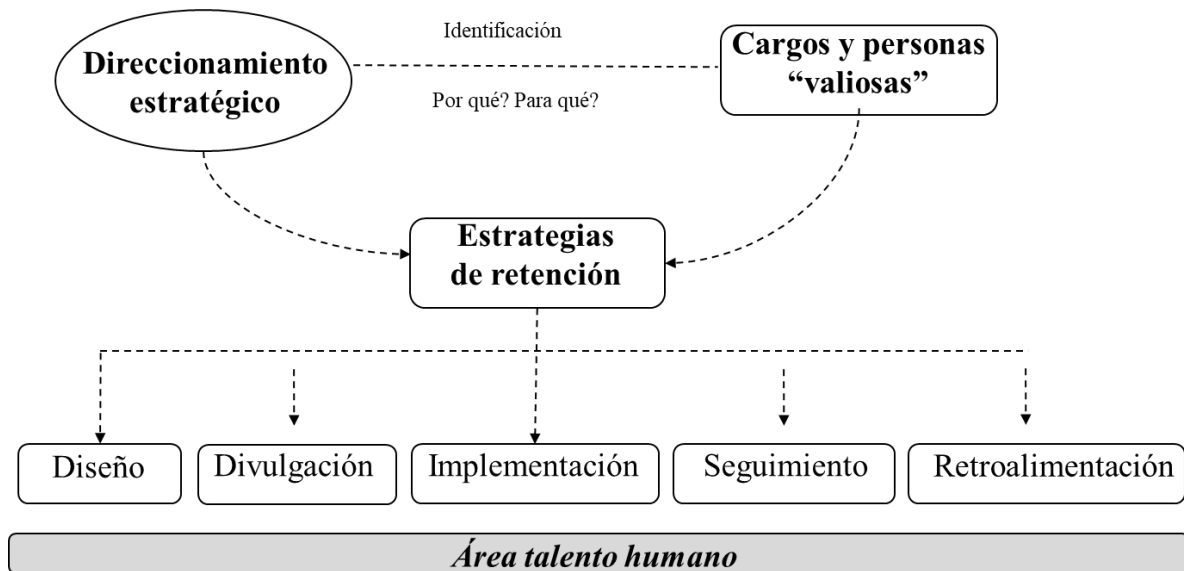 Direccionamiento
estratégico
Identificación
Por qué? Para qué?
Cargos y personas
“valiosas”
Estrategias
de retención
Diseño
Divulgación
Implementación
Seguimiento
Retroalimentación
Área talento humano